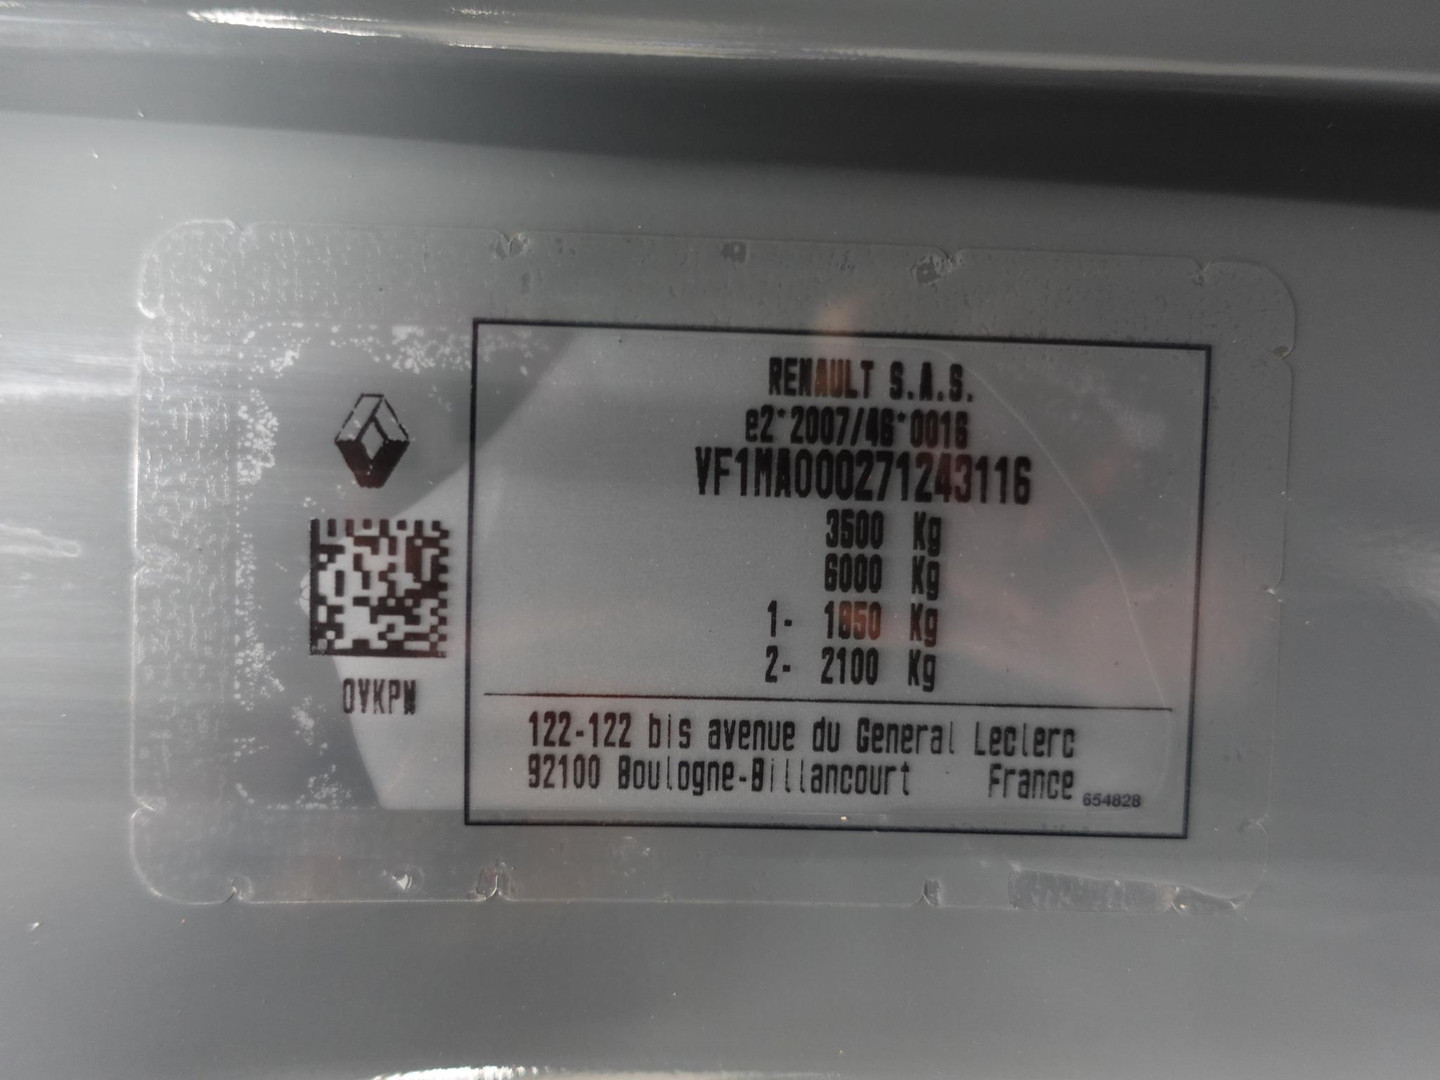 RENAULT S.A.S.
e2*2007/46*0016
VF1MA000271243116
3500 Kg
6000 Kg
1- 1850 Kg
2- 2100 Kg
OVKPW
122-122 bis avenue du General Leclerc
92100 Boulogne-Billancourt France
654828